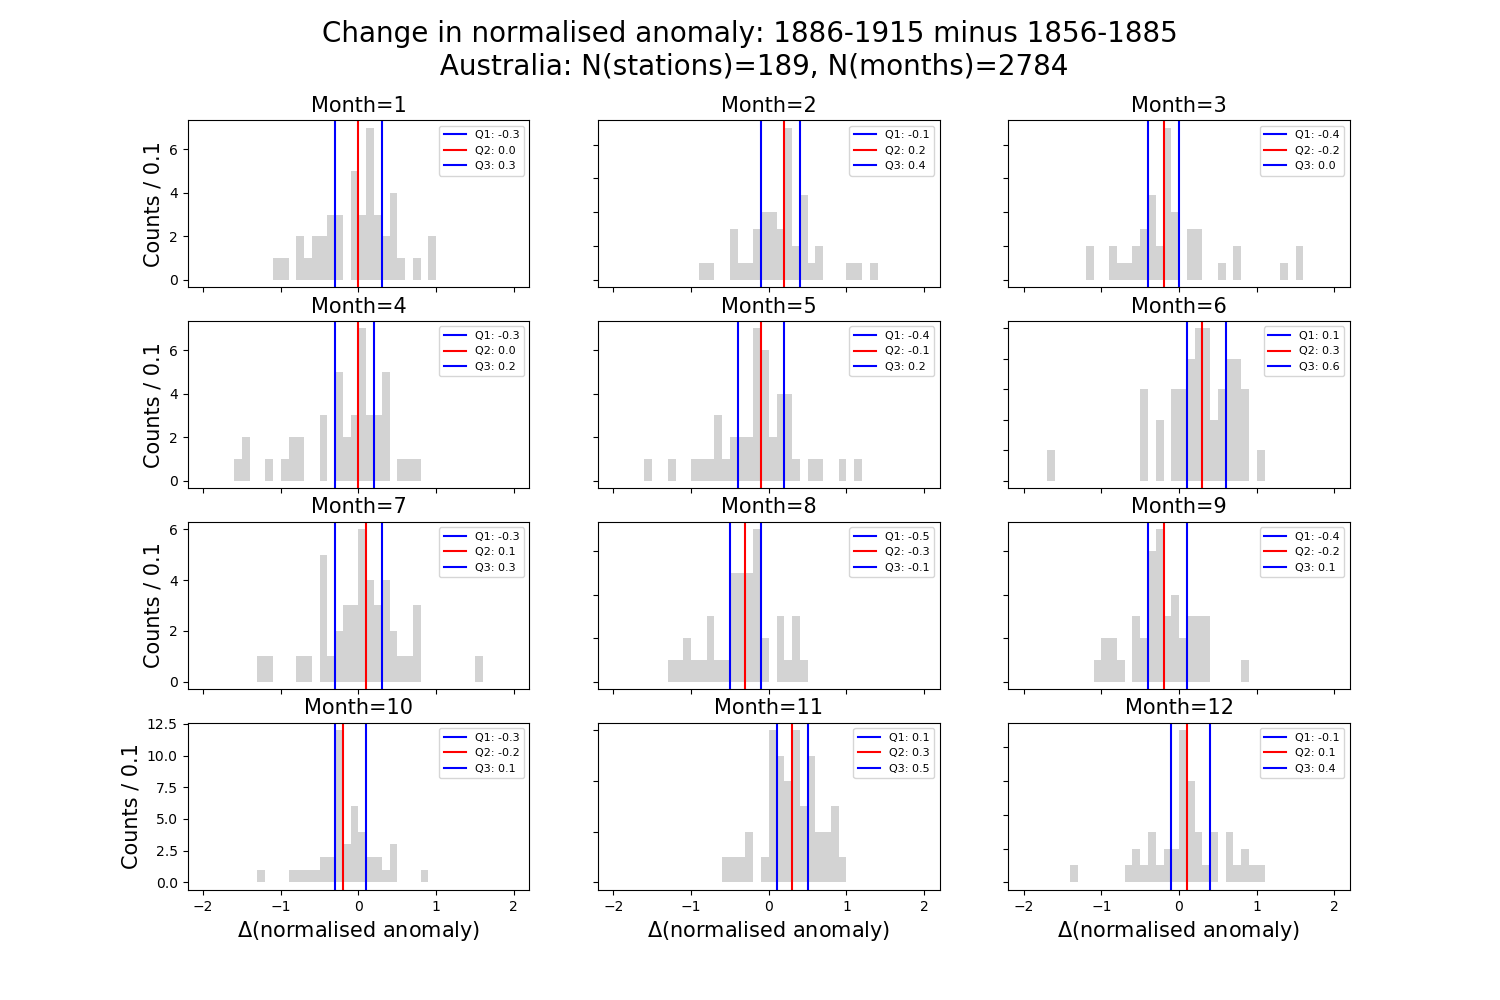 Change in normalised anomaly: 1886-1915 minus 1856-1885
Australia: N(stations)=189, N(months)=2784
Month=1
Counts / 0.1
6
4
2
0
Q1: -0.3
Q2: 0.0
Q3: 0.3
Month=2
Q1: -0.1
Q2: 0.2
Q3: 0.4
Month=3
Q1: -0.4
Q2: -0.2
Q3: 0.0
Month=4
Counts / 0.1
6
4
2
0
Q1: -0.3
Q2: 0.0
Q3: 0.2
Month=5
Q1: -0.4
Q2: -0.1
Q3: 0.2
Month=6
Q1: 0.1
Q2: 0.3
Q3: 0.6
Month=7
Counts / 0.1
6
4
2
0
Q1: -0.3
Q2: 0.1
Q3: 0.3
Month=8
Q1: -0.5
Q2: -0.3
Q3: -0.1
Month=9
Q1: -0.4
Q2: -0.2
Q3: 0.1
Month=10
Counts / 0.1
12.5
10.0
7.5
5.0
2.5
0.0
Q1: -0.3
Q2: -0.2
Q3: 0.1
−2 −1 0 1 2
Δ(normalised anomaly)
Month=11
Q1: 0.1
Q2: 0.3
Q3: 0.5
−2 −1 0 1 2
Δ(normalised anomaly)
Month=12
Q1: -0.1
Q2: 0.1
Q3: 0.4
−2 −1 0 1 2
Δ(normalised anomaly)